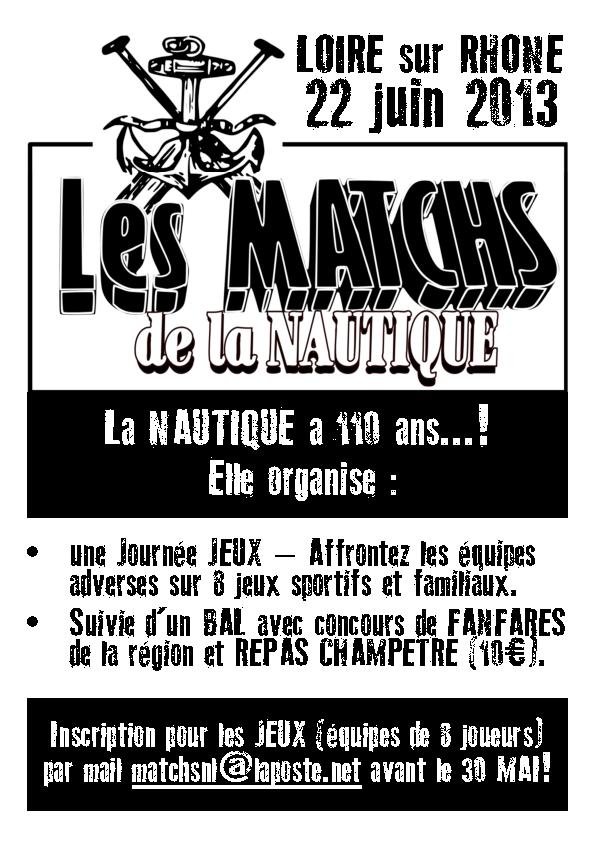 LOIRE sur RHONE
22 juin 2013
Les MATCHS
de la NAUTIQUE
La NAUTIQUE a 110 ans...!
Elle organise :
• une Journée JEUX – Affrontez les équipes
adverses sur 8 jeux sportifs et familiaux.
• Suivie d'un BAL avec concours de FANFARES
de la région et REPAS CHAMPETRE (10€).
Inscription pour les JEUX (équipes de 8 joueurs)
par mail matchsnl@laposte.net avant le 30 MAI!